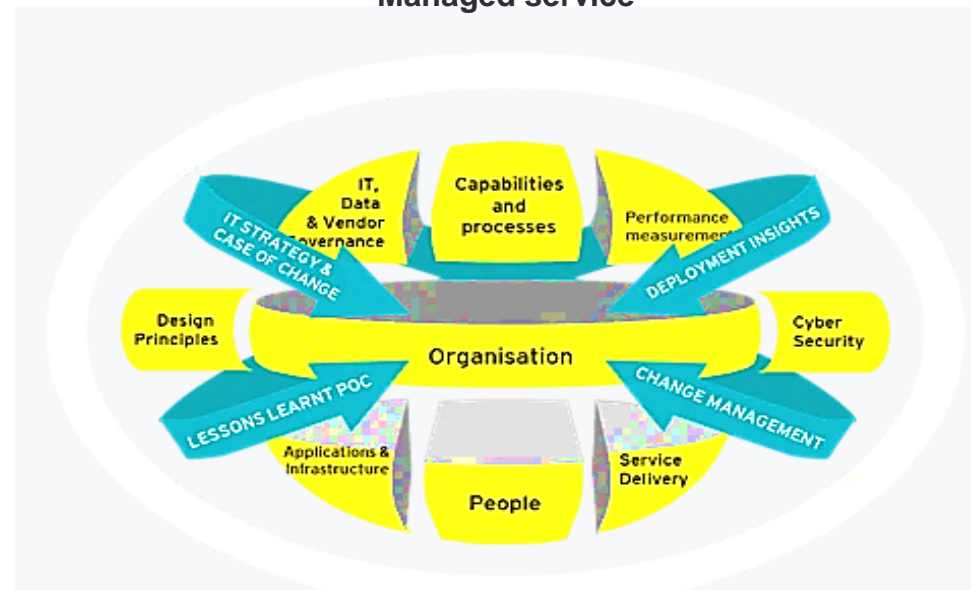 Managed service
IT,
Data
& Vendor
Governance
Capabilities
and
processes
Performance
measurement
IT STRATEGY &
CASE OF CHANGE
DEPLOYMENT INSIGHTS
Design
Principles
Organisation
Cyber
Security
LESSONS LEARNT POC
CHANGE MANAGEMENT
Applications &
Infrastructure
People
Service
Delivery